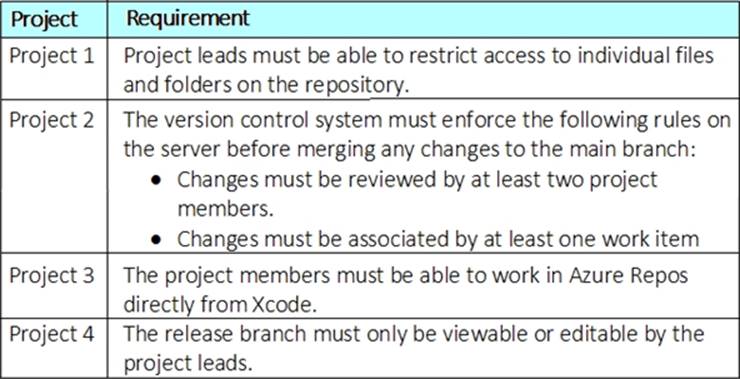 Project Requirement
Project 1 Project leads must be able to restrict access to individual files
and folders on the repository.
Project 2 The version control system must enforce the following rules on
the server before merging any changes to the main branch:
• Changes must be reviewed by at least two project
members.
• Changes must be associated by at least one work item
Project 3 The project members must be able to work in Azure Repos
directly from Xcode.
Project 4 The release branch must only be viewable or editable by the
project leads.